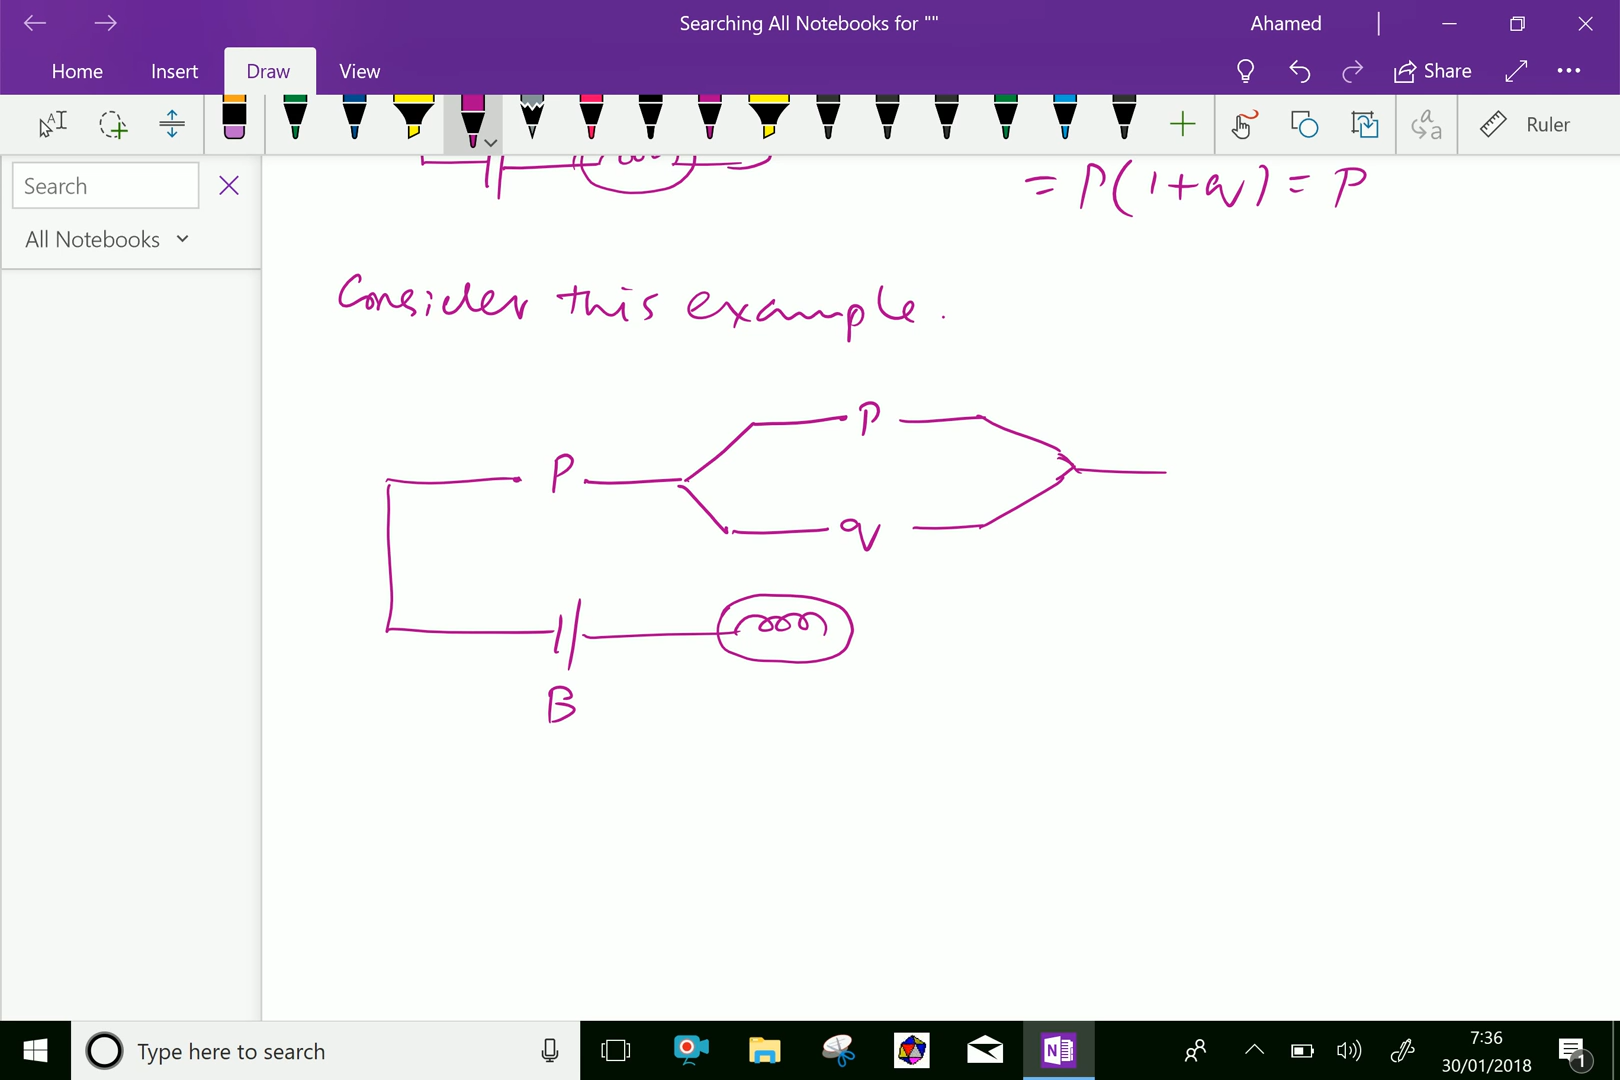 Searching All Notebooks for ""
Ahamed
Home Insert Draw View
Share
Ruler
Search
All Notebooks
= P(1+q) = P
Consider this example.
P
P
q
B
Type here to search
7:36
30/01/2018
1